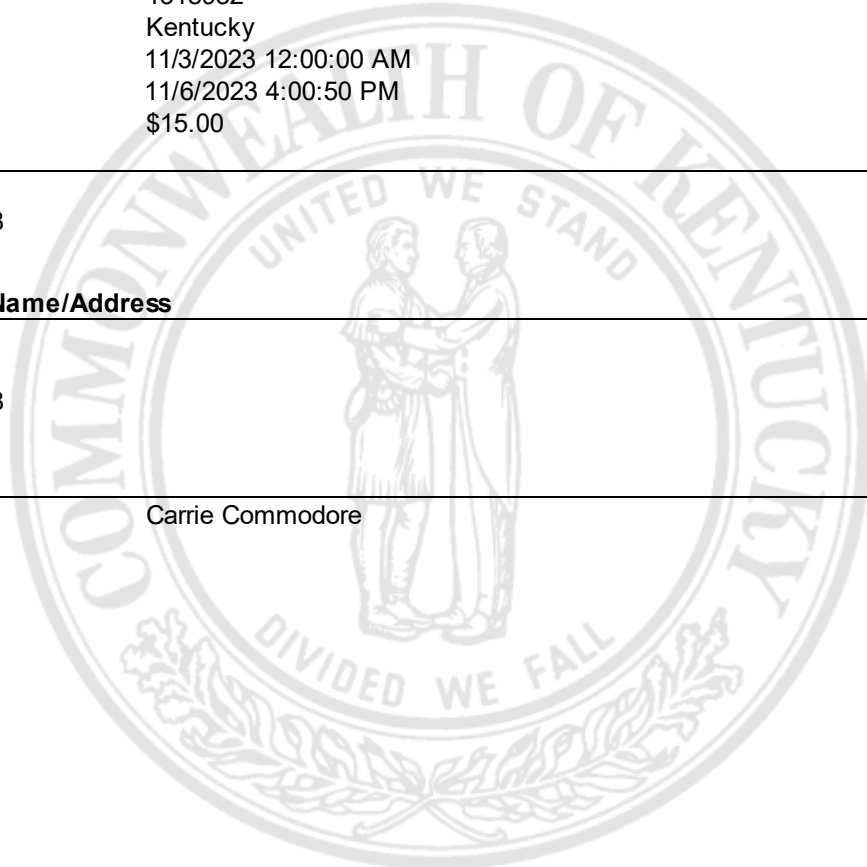 Kentucky
11/3/2023 12:00:00 AM
11/6/2023 4:00:50 PM
$15.00
Name/Address
Carrie Commodore
COMMONWEALTH OF KENTUCKY
UNITED WE STAND
DIVIDED WE FALL